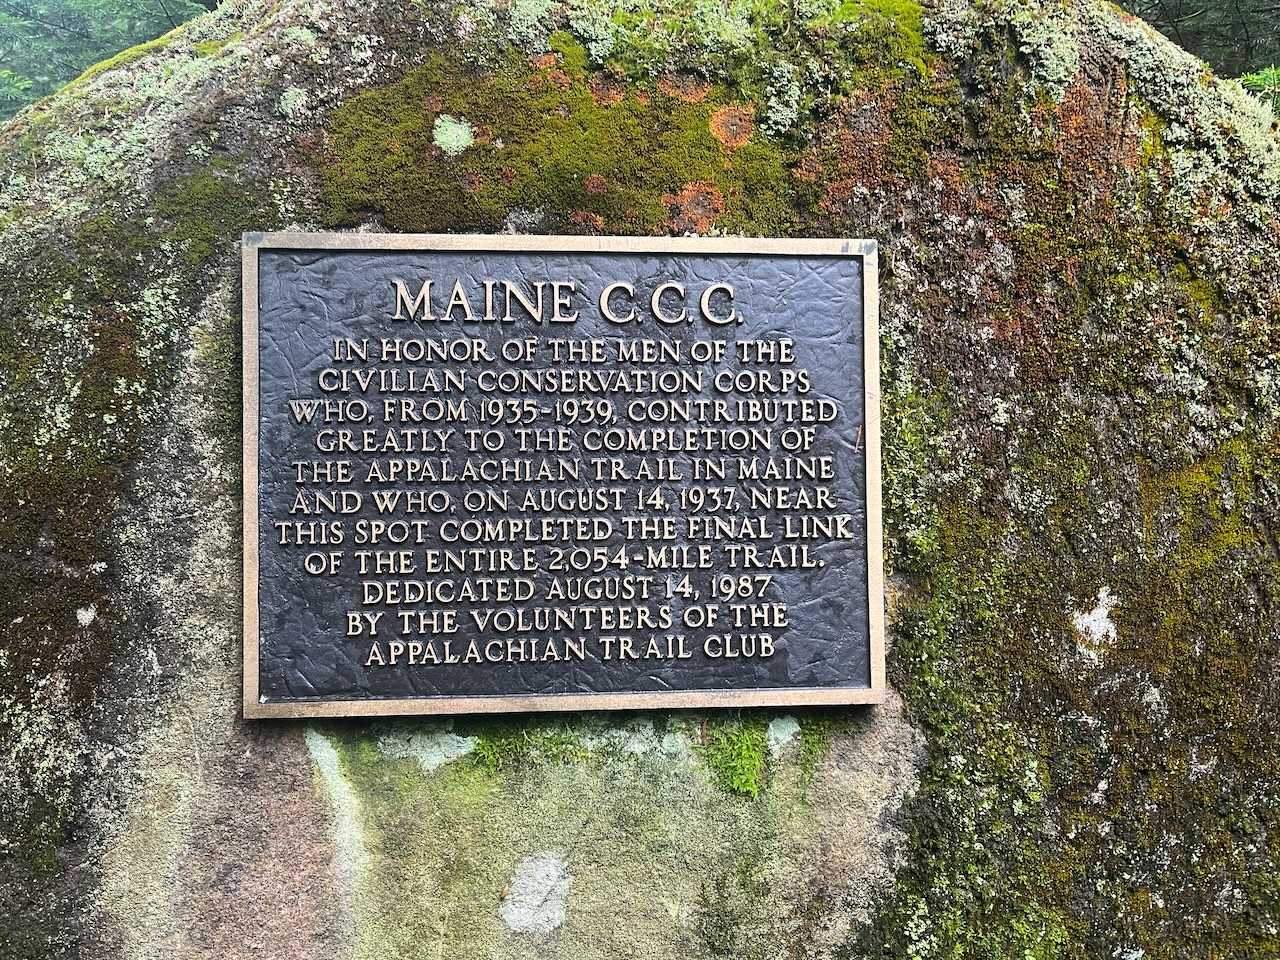 MAINE C.C.C.
IN HONOR OF THE MEN OF THE
CIVILIAN CONSERVATION CORPS
WHO, FROM 1935-1939, CONTRIBUTED
GREATLY TO THE COMPLETION OF
THE APPALACHIAN TRAIL IN MAINE
AND WHO, ON AUGUST 14, 1937, NEAR
THIS SPOT COMPLETED THE FINAL LINK
OF THE ENTIRE 2,054-MILE TRAIL.
DEDICATED AUGUST 14, 1987
BY THE VOLUNTEERS OF THE
APPALACHIAN TRAIL CLUB